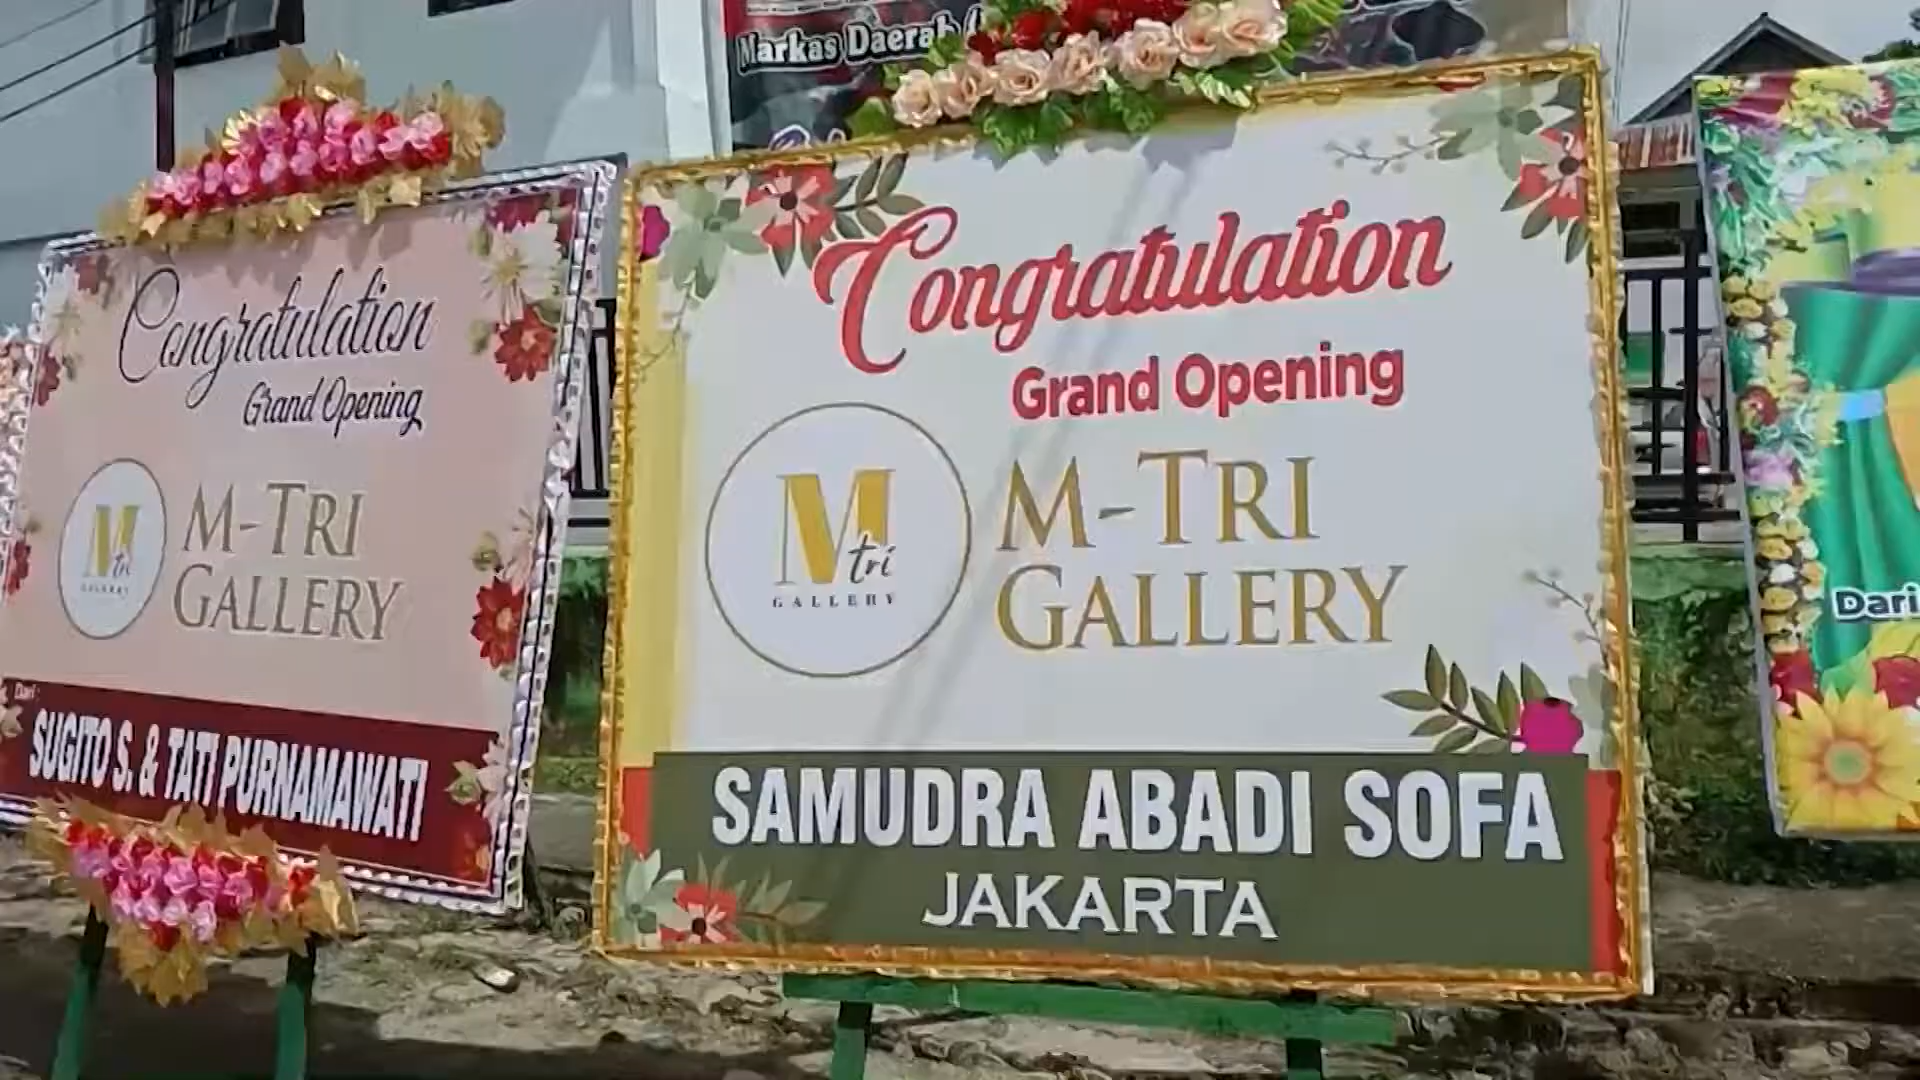 Markas Daerah
Congratulation
Grand Opening
M tri
GALLERY
M-TRI
GALLERY
Dari :
SUGITO S. & TATI PURNAMAWATI
Congratulation
Grand Opening
M tri
GALLERY
M-TRI
GALLERY
SAMUDRA ABADI SOFA
JAKARTA
Dari